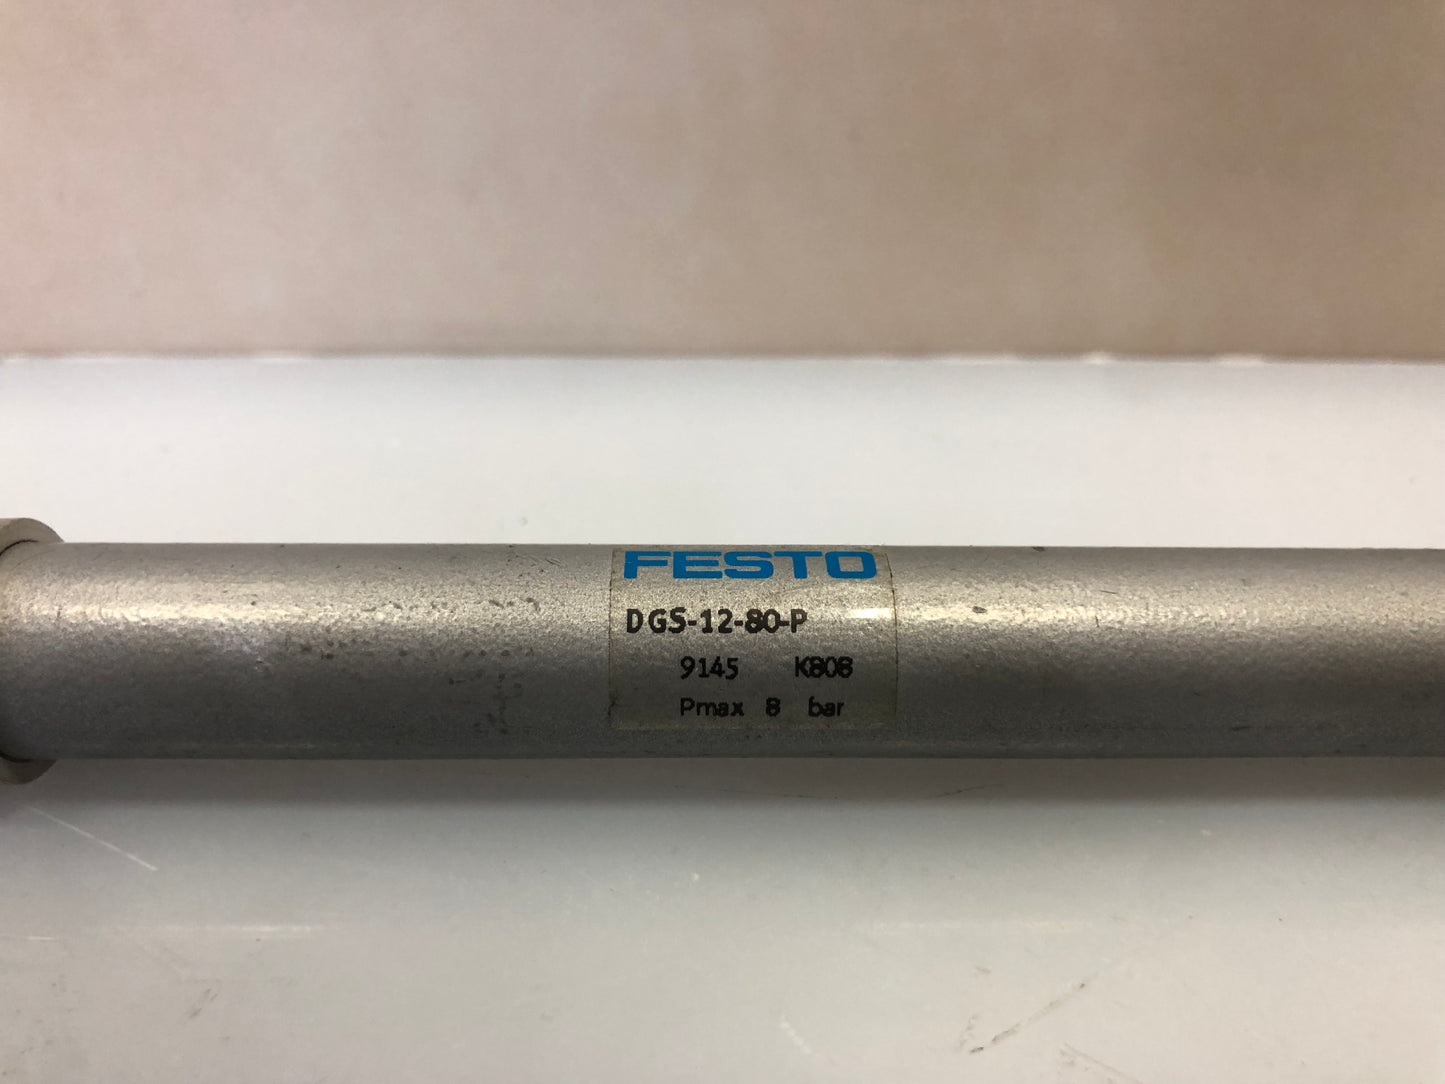 FESTO
DGS-12-80-P
9145 K808
Pmax 8 bar